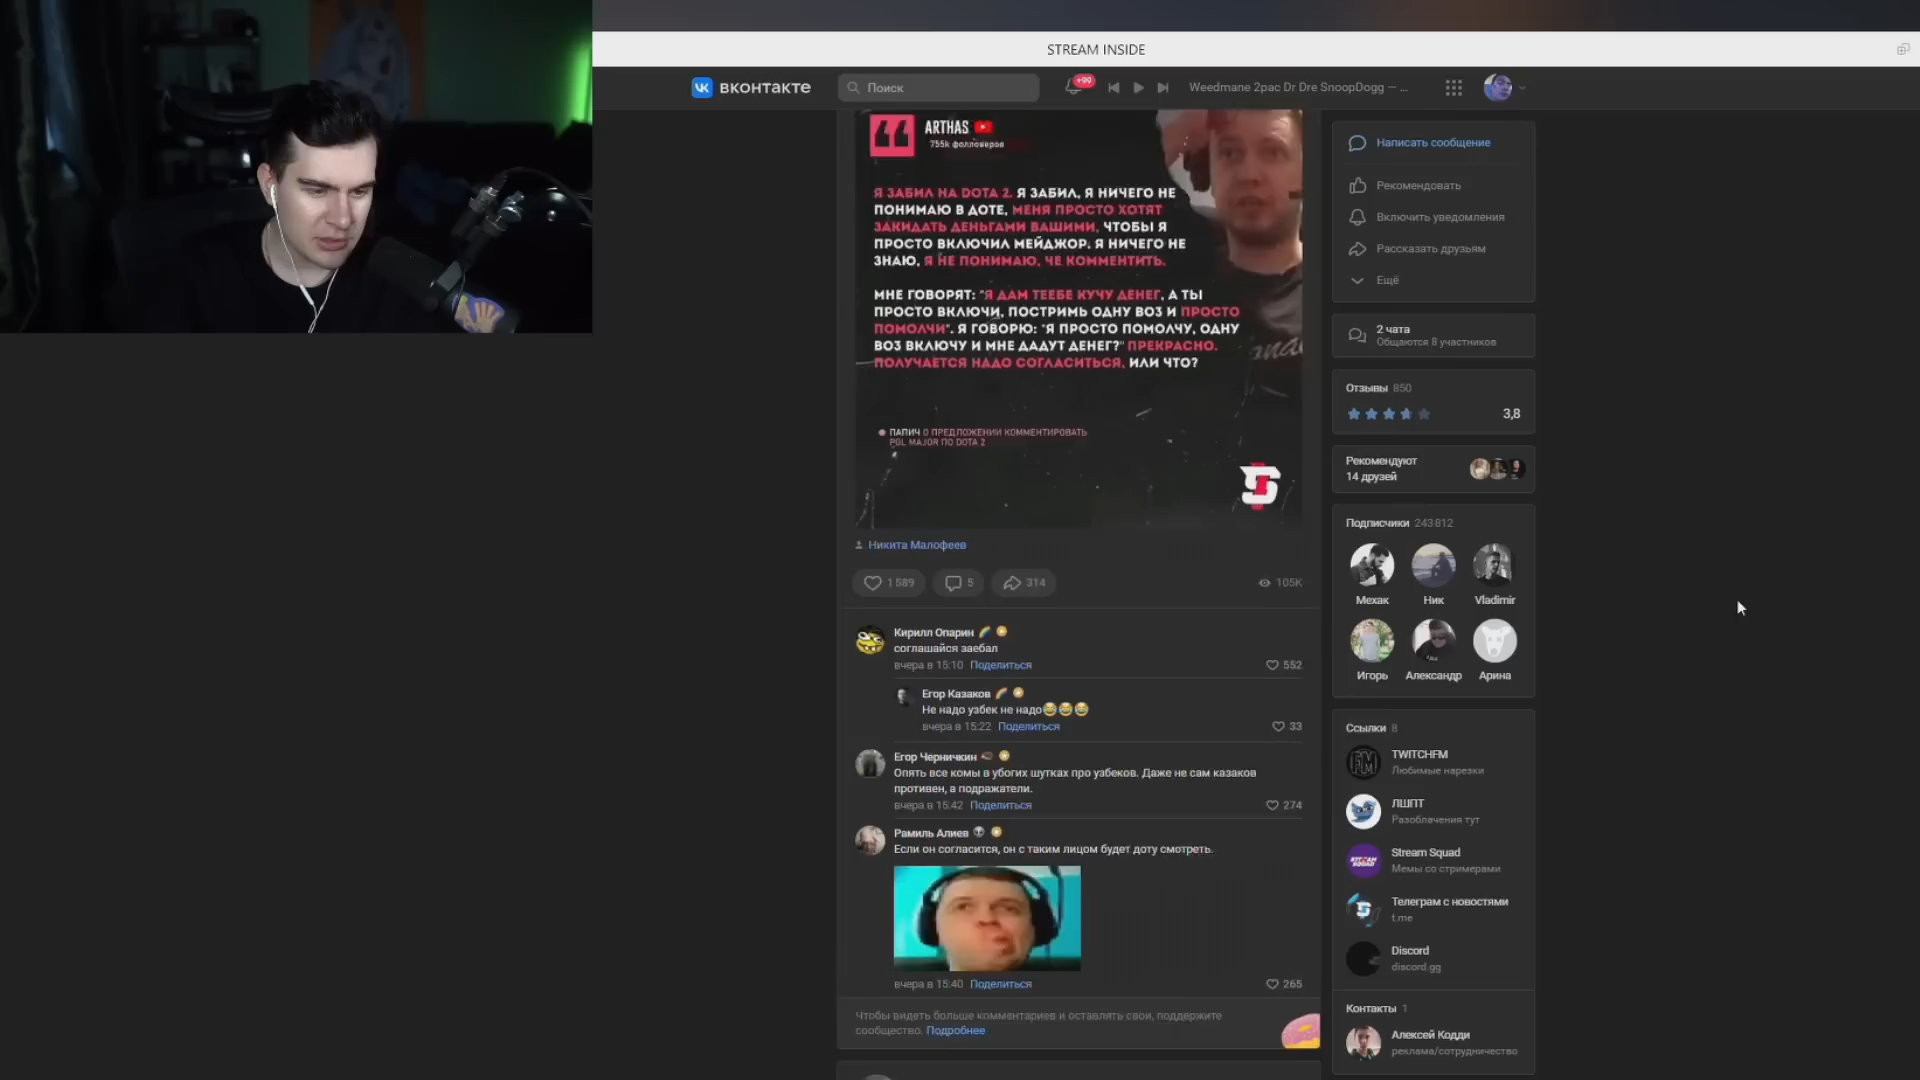 STREAM INSIDE
вконтакте
Поиск
+99
Weedmane 2pac Dr Dre SnoopDogg — ...
ARTHAS
755k фолловеров
Я ЗАБИЛ НА DOTA 2. Я ЗАБИЛ, Я НИЧЕГО НЕ
ПОНИМАЮ В ДОТЕ, МЕНЯ ПРОСТО ХОТЯТ
ЗАКИДАТЬ ДЕНЬГАМИ ВАШИМИ, ЧТОБЫ Я
ПРОСТО ВКЛЮЧИЛ МЕЙДЖОР. Я НИЧЕГО НЕ
ЗНАЮ, Я НЕ ПОНИМАЮ, ЧЕ КОММЕНТИТЬ.
МНЕ ГОВОРЯТ: "Я ДАМ ТЕЕБЕ КУЧУ ДЕНЕГ, А ТЫ
ПРОСТО ВКЛЮЧИ, ПОСТРИМЬ ОДНУ ВОЗ И ПРОСТО
ПОМОЛЧИ". Я ГОВОРЮ: "Я ПРОСТО ПОМОЛЧУ, ОДНУ
ВОЗ ВКЛЮЧУ И МНЕ ДАДУТ ДЕНЕГ?" ПРЕКРАСНО.
ПОЛУЧАЕТСЯ НАДО СОГЛАСИТЬСЯ, ИЛИ ЧТО?
ПАПИЧ О ПРЕДЛОЖЕНИИ КОММЕНТИРОВАТЬ
PGL MAJOR ПО DOTA 2
Никита Малофеев
1 589
5
314
105K
Кирилл Опарин
соглашайся заебал
вчера в 15:10 Поделиться
552
Егор Казаков
Не надо узбек не надо😂😂😂
вчера в 15:22 Поделиться
33
Егор Черничкин
Опять все комы в убогих шутках про узбеков. Даже не сам казаков
противен, а подражатели.
вчера в 15:42 Поделиться
274
Рамиль Алиев
Если он согласится, он с таким лицом будет доту смотреть.
вчера в 15:40 Поделиться
265
Чтобы видеть больше комментариев и оставлять свои, поддержите
сообщество. Подробнее
Написать сообщение
Рекомендовать
Включить уведомления
Рассказать друзьям
Ещё
2 чата
Общаются 8 участников
Отзывы 850
3,8
Рекомендуют
14 друзей
Подписчики 243 812
Мехак
Ник
Vladimir
Игорь
Александр
Арина
Ссылки 8
TWITCHFM
Любимые нарезки
ЛШПТ
Разоблачения тут
Stream Squad
Мемы со стримерами
Телеграм с новостями
t.me
Discord
discord.gg
Контакты 1
Алексей Кодди
реклама/сотрудничество